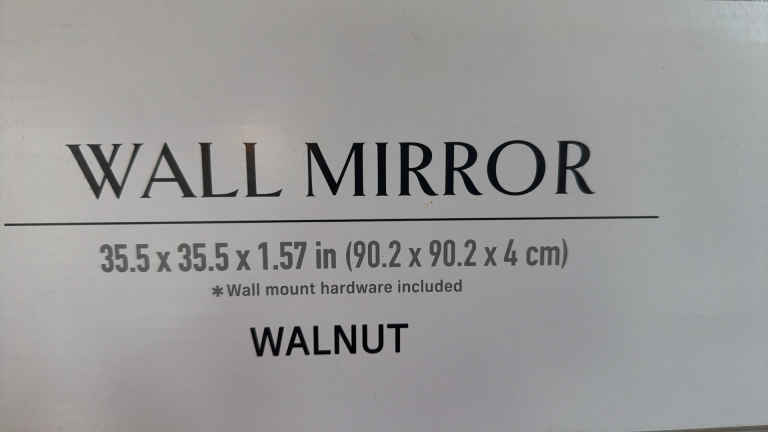 WALL MIRROR
35.5 x 35.5 x 1.57 in (90.2 x 90.2 x 4 cm)
*Wall mount hardware included
WALNUT